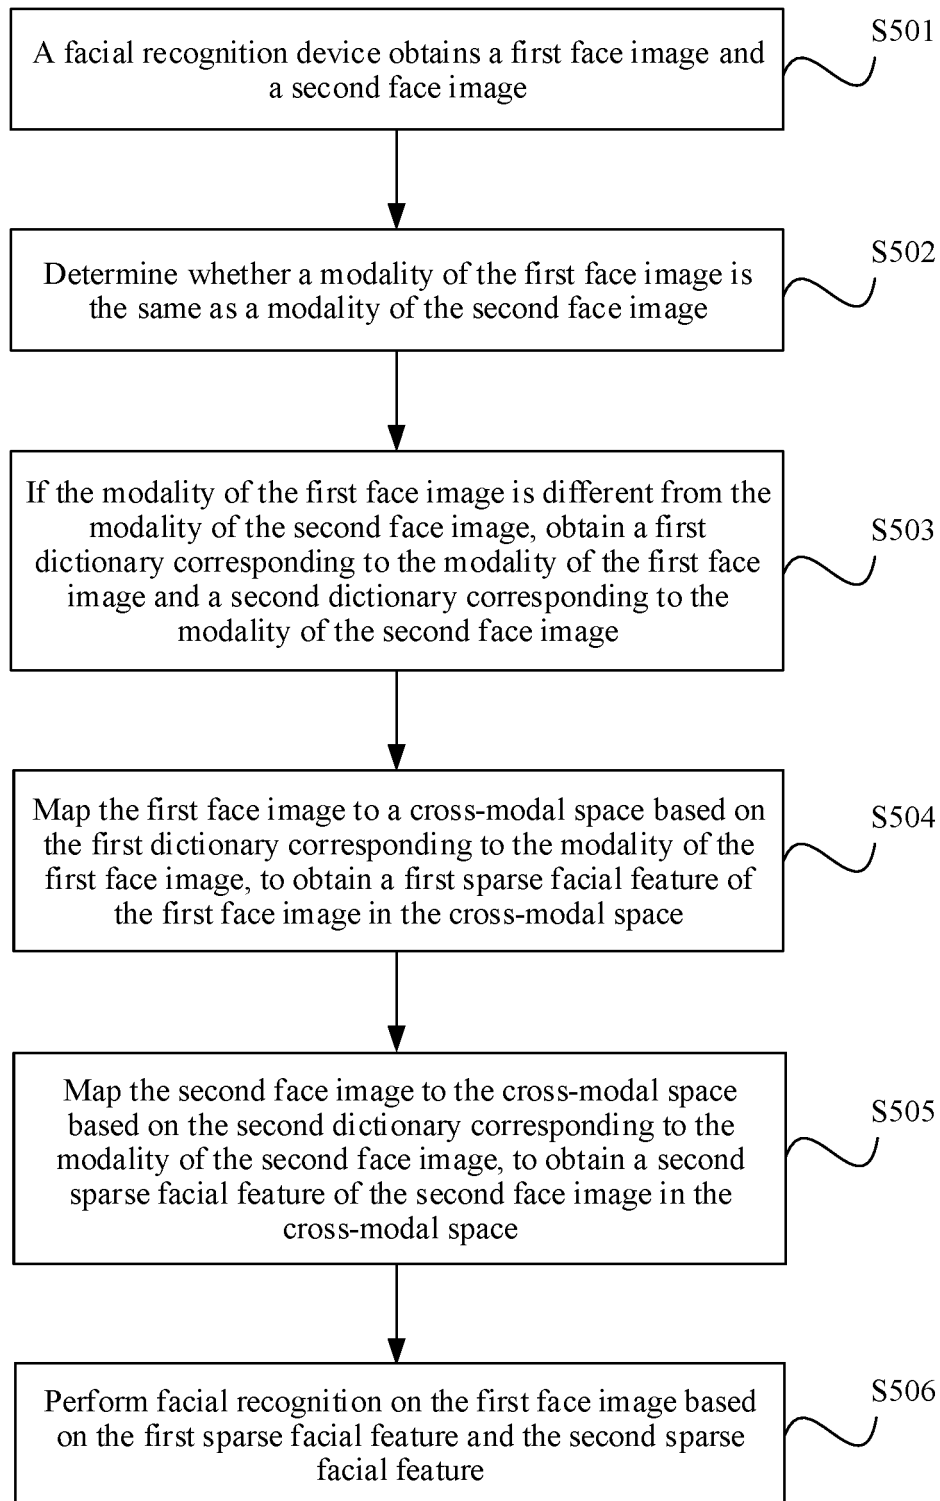 A facial recognition device obtains a first face image and
a second face image
S501
Determine whether a modality of the first face image is
the same as a modality of the second face image
S502
If the modality of the first face image is different from the
modality of the second face image, obtain a first
dictionary corresponding to the modality of the first face
image and a second dictionary corresponding to the
modality of the second face image
S503
Map the first face image to a cross-modal space based on
the first dictionary corresponding to the modality of the
first face image, to obtain a first sparse facial feature of
the first face image in the cross-modal space
S504
Map the second face image to the cross-modal space
based on the second dictionary corresponding to the
modality of the second face image, to obtain a second
sparse facial feature of the second face image in the
cross-modal space
S505
Perform facial recognition on the first face image based
on the first sparse facial feature and the second sparse
facial feature
S506